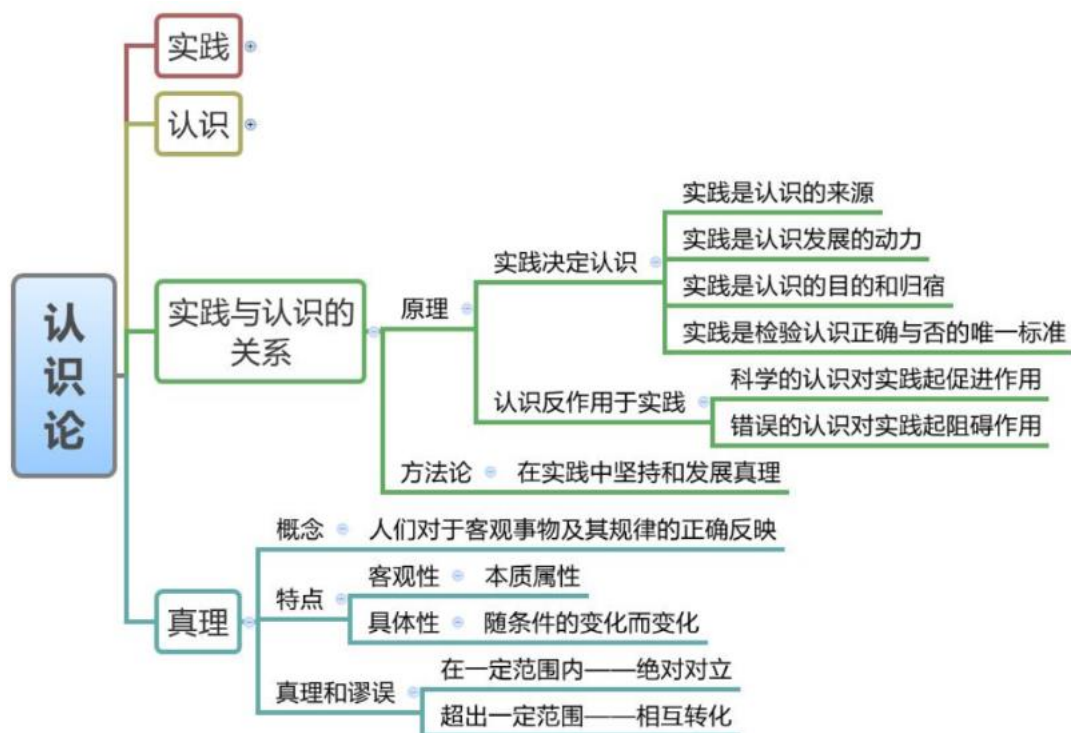 认识论
实践
认识
实践与认识的
关系
原理
实践决定认识
实践是认识的来源
实践是认识发展的动力
实践是认识的目的和归宿
实践是检验认识正确与否的唯一标准
认识反作用于实践
科学的认识对实践起促进作用
错误的认识对实践起阻碍作用
方法论
在实践中坚持和发展真理
真理
概念
人们对于客观事物及其规律的正确反映
特点
客观性
本质属性
具体性
随条件的变化而变化
真理和谬误
在一定范围内——绝对对立
超出一定范围——相互转化